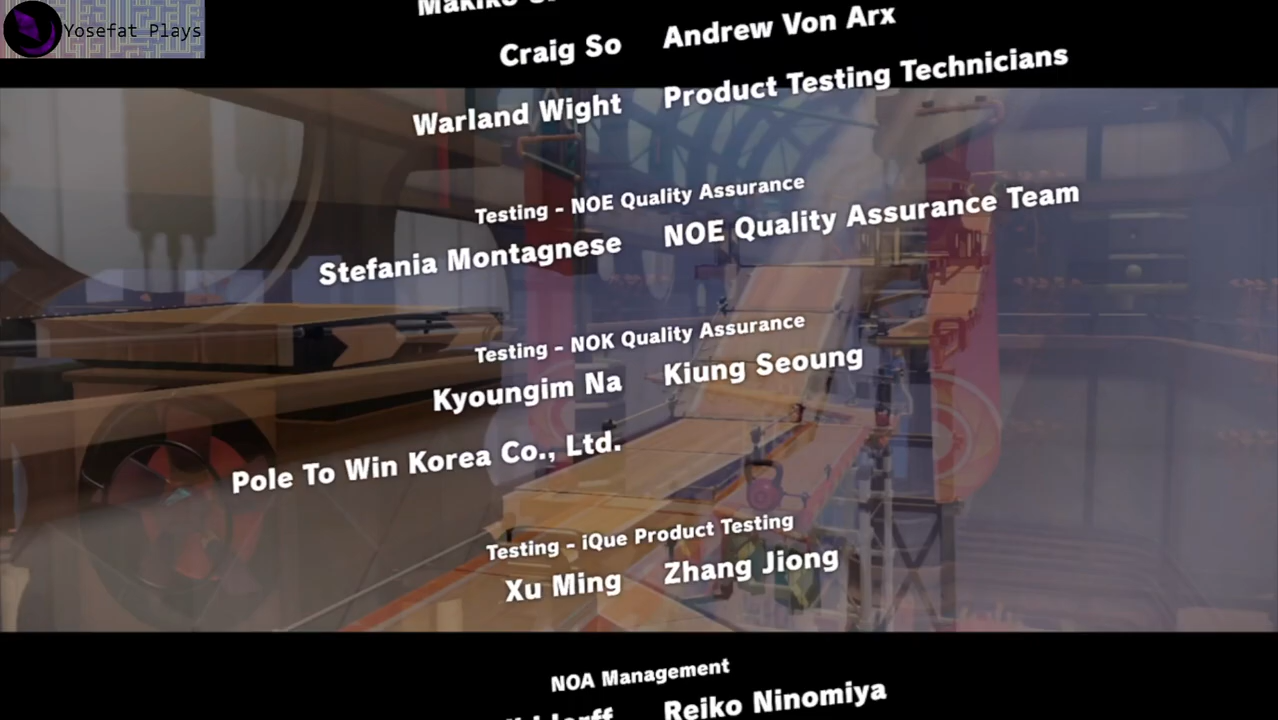 Yosefat Plays
Makiko
Craig So Andrew Von Arx
Warland Wight Product Testing Technicians
Testing - NOE Quality Assurance
Stefania Montagnese NOE Quality Assurance Team
Testing - NOK Quality Assurance
Kyoungim Na Kiung Seoung
Pole To Win Korea Co., Ltd.
Testing - iQue Product Testing
Xu Ming Zhang Jiong
NOA Management
Reiko Ninomiya